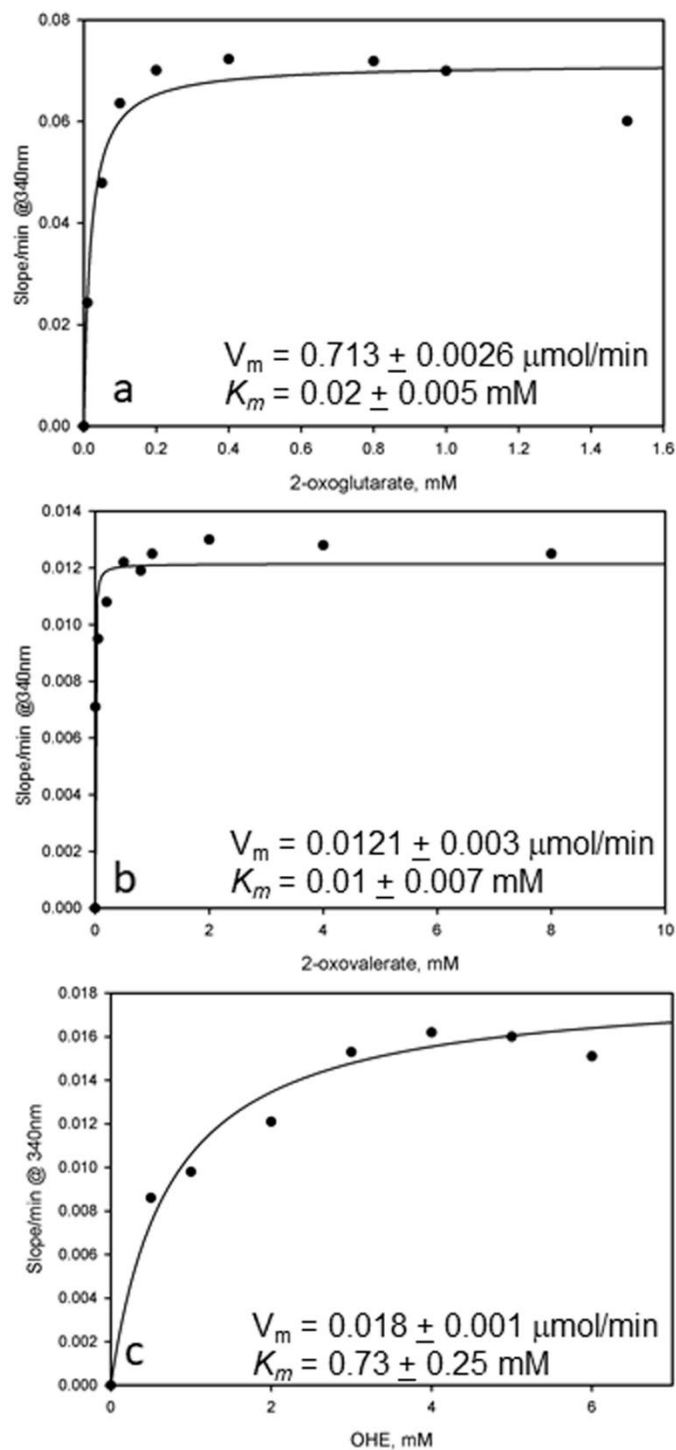 0.08
0.06
0.04
0.02
0.00
Slope/min @340nm
V_m = 0.713 ± 0.0026 μmol/min
K_m = 0.02 ± 0.005 mM
a
0.0 0.2 0.4 0.6 0.8 1.0 1.2 1.4 1.6
2-oxoglutarate, mM
0.014
0.012
0.010
0.008
0.006
0.004
0.002
0.000
Slope/min @340nm
V_m = 0.0121 ± 0.003 μmol/min
K_m = 0.01 ± 0.007 mM
b
0 2 4 6 8 10
2-oxovalerate, mM
0.018
0.016
0.014
0.012
0.010
0.008
0.006
0.004
0.002
0.000
Slope/min @ 340nm
V_m = 0.018 ± 0.001 μmol/min
K_m = 0.73 ± 0.25 mM
c
0 2 4 6
OHE, mM